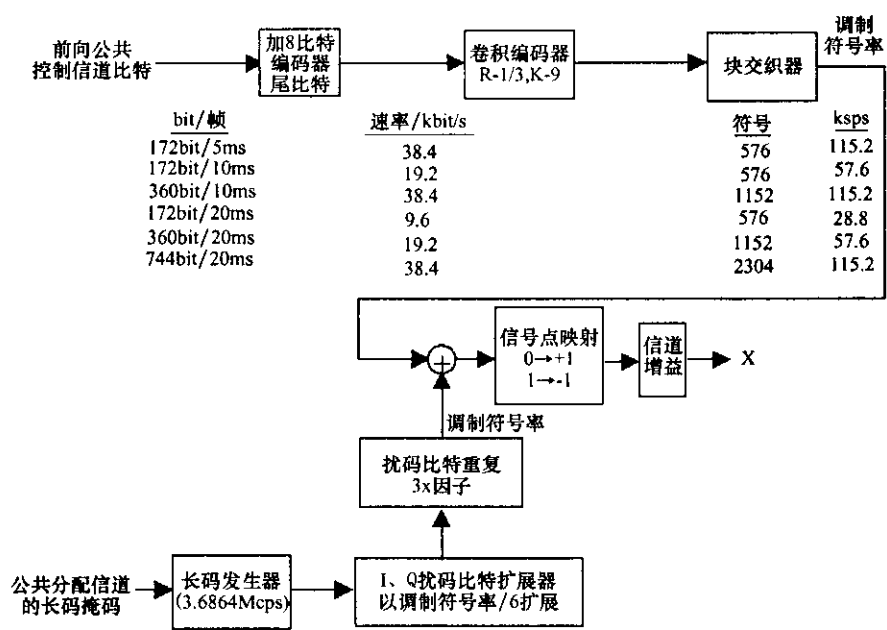 前向公共
控制信道比特
加8比特
编码器
尾比特
卷积编码器
R-1/3,K-9
块交织器
调制
符号率
bit/帧
速率/kbit/s
符号
ksps
172bit/5ms
38.4
576
115.2
172bit/10ms
19.2
576
57.6
360bit/10ms
38.4
1152
115.2
172bit/20ms
9.6
576
28.8
360bit/20ms
19.2
1152
57.6
744bit/20ms
38.4
2304
115.2
信号点映射
0→+1
1→-1
信道
增益
X
调制符号率
扰码比特重复
3x因子
公共分配信道
的长码掩码
长码发生器
(3.6864Mcps)
I、Q扰码比特扩展器
以调制符号率/6扩展